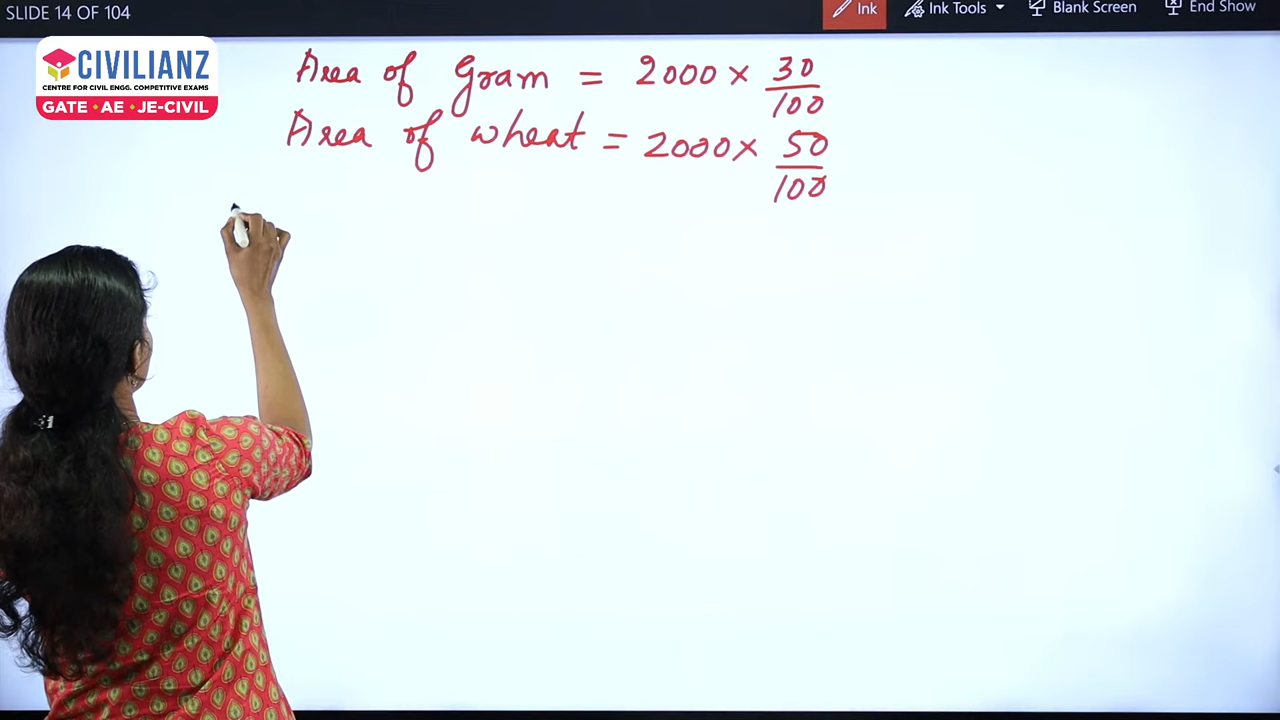 SLIDE 14 OF 104
Ink
Ink Tools
Blank Screen
End Show
CIVILIANZ
CENTRE FOR CIVIL ENGG. COMPETITIVE EXAMS
GATE AE JE-CIVIL
Area of Gram = 2000 × 30/100
Area of wheat = 2000 × 50/100